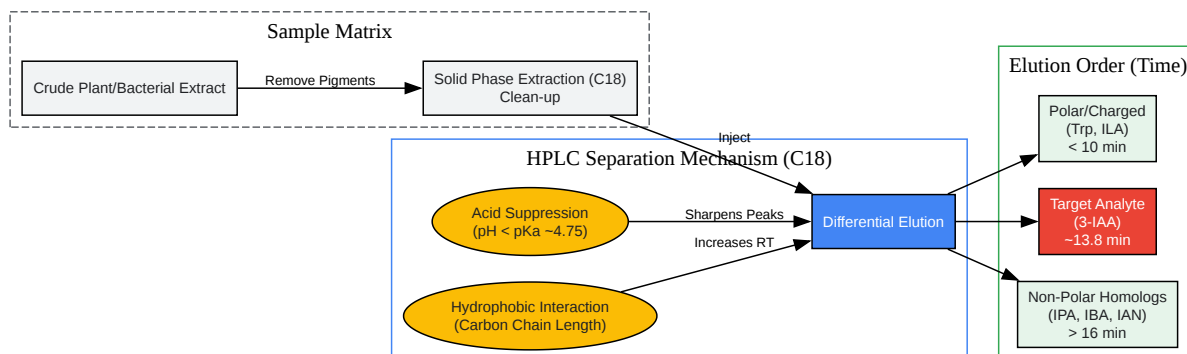 Sample Matrix
Crude Plant/Bacterial Extract
Remove Pigments
Solid Phase Extraction (C18)
Clean-up
Inject
HPLC Separation Mechanism (C18)
Acid Suppression
(pH < pKa ~4.75)
Sharpens Peaks
Increases RT
Hydrophobic Interaction
(Carbon Chain Length)
Differential Elution
Elution Order (Time)
Polar/Charged
(Trp, ILA)
< 10 min
Target Analyte
(3-IAA)
~13.8 min
Non-Polar Homologs
(IPA, IBA, IAN)
> 16 min